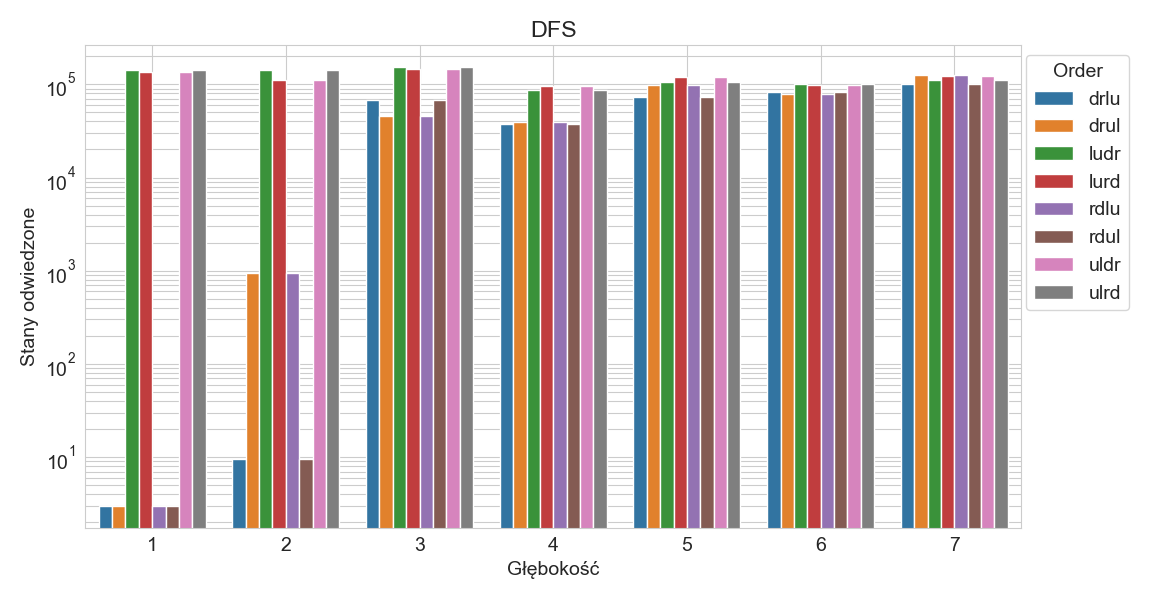 DFS
Stany odwiedzone
10^5
10^4
10^3
10^2
10^1
1 2 3 4 5 6 7
Głębokość
Order
drlu
drul
ludr
lurd
rdlu
rdul
uldr
ulrd